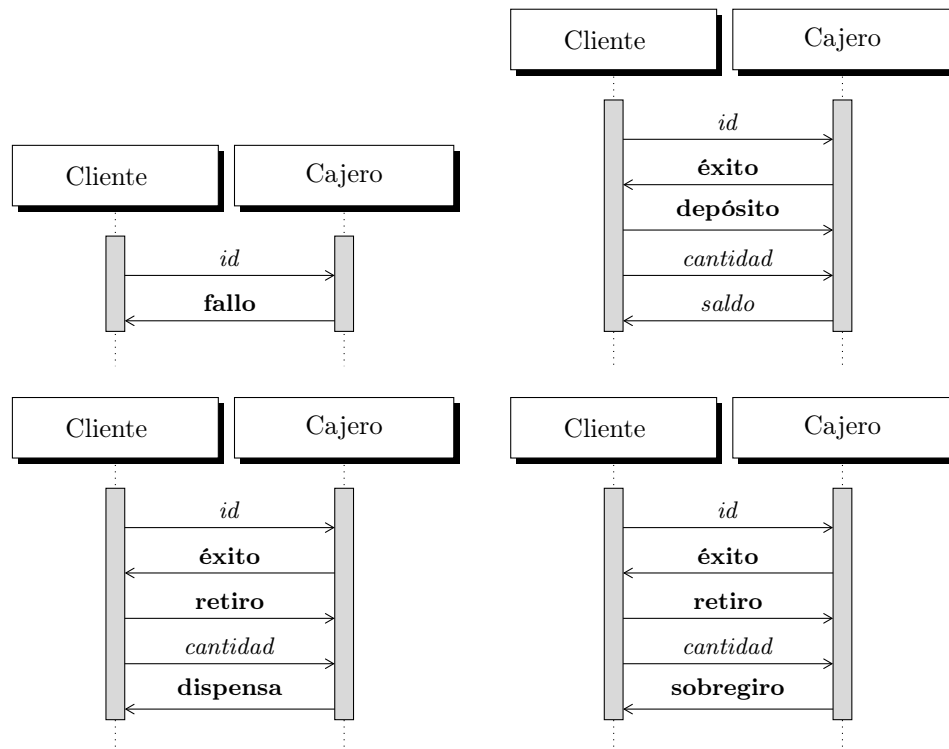 Cliente Cajero
id
fallo
Cliente Cajero
id
éxito
depósito
cantidad
saldo
Cliente Cajero
id
éxito
retiro
cantidad
dispensa
Cliente Cajero
id
éxito
retiro
cantidad
sobregiro